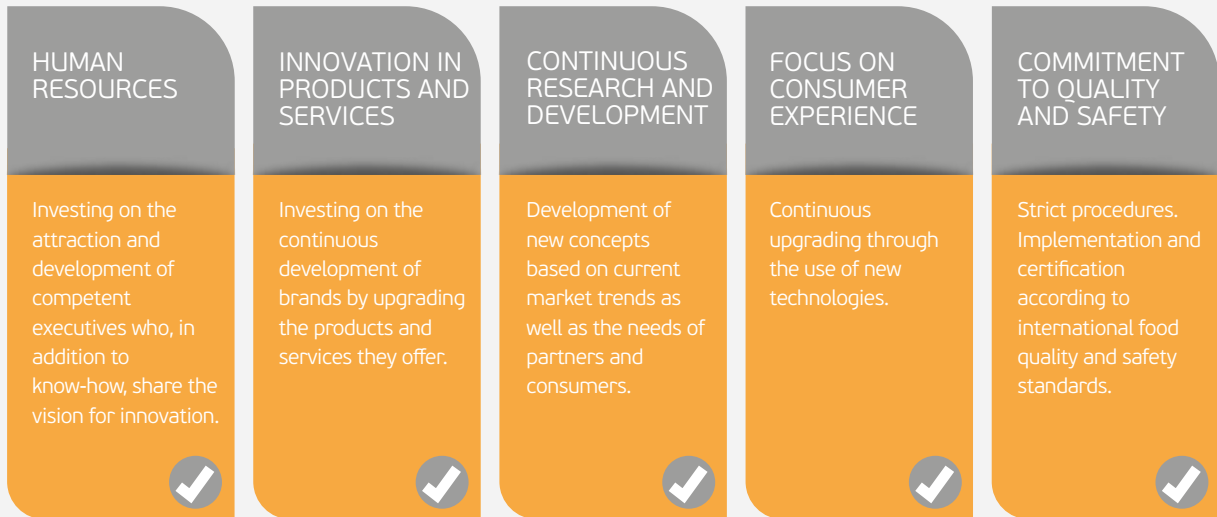 HUMAN
RESOURCES
Investing on the
attraction and
development of
competent
executives who, in
addition to
know-how, share the
vision for innovation.
INNOVATION IN
PRODUCTS AND
SERVICES
Investing on the
continuous
development of
brands by upgrading
the products and
services they offer.
CONTINUOUS
RESEARCH AND
DEVELOPMENT
Development of
new concepts
based on current
market trends as
well as the needs of
partners and
consumers.
FOCUS ON
CONSUMER
EXPERIENCE
Continuous
upgrading through
the use of new
technologies.
COMMITMENT
TO QUALITY
AND SAFETY
Strict procedures.
Implementation and
certification
according to
international food
quality and safety
standards.